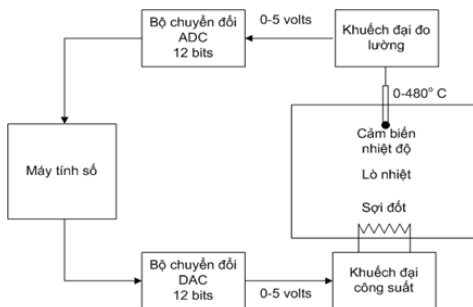 Bộ chuyển đổi
ADC
12 bits
0-5 volts
Khuếch đại đo
lường
0-480° C
Cảm biến
nhiệt độ
Lò nhiệt
Sợi đốt
Máy tính số
Bộ chuyển đổi
DAC
12 bits
0-5 volts
Khuếch đại
công suất